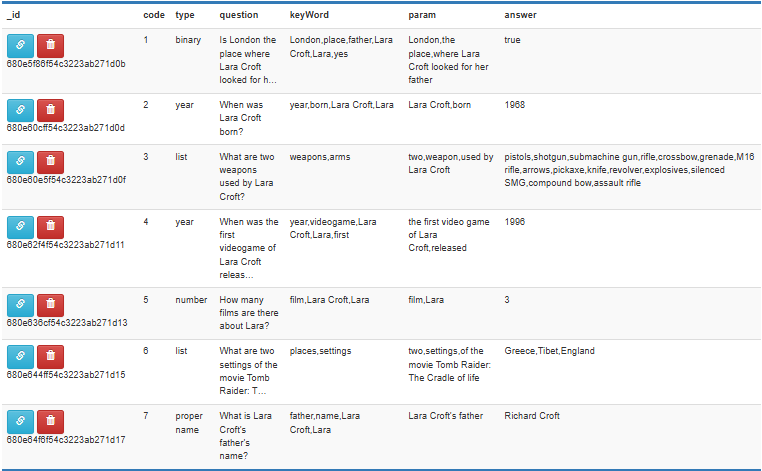 _id code type question keyWord param answer
1 binary Is London the London,place,father,Lara London,the true
place where Croft,Lara,yes place,where Lara
680e5f86f54c3223ab271d0b Lara Croft Croft looked for her
looked for h... father
2 year When was year,born,Lara Croft,Lara Lara Croft,born 1968
Lara Croft
680e60cff54c3223ab271d0d born?
3 list What are two weapons,arms two,weapon,used by pistols,shotgun,submachine gun,rifle,crossbow,grenade,M16
weapons Lara Croft rifle,arrows,pickaxe,knife,revolver,explosives,silenced
680e60e5f54c3223ab271d0f used by Lara SMG,compound bow,assault rifle
Croft?
4 year When was the year,videogame,Lara the first video game 1996
first Croft,Lara,first of Lara
680e62f4f54c3223ab271d11 videogame of Croft,released
Lara Croft
releas...
5 number How many film,Lara Croft,Lara film,Lara 3
films are there
680e636cf54c3223ab271d13 about Lara?
6 list What are two places,settings two,settings,of the Greece,Tibet,England
settings of the movie Tomb Raider:
680e644ff54c3223ab271d15 movie Tomb The Cradle of life
Raider: T...
7 proper What is Lara father,name,Lara Lara Croft's father Richard Croft
name Croft's Croft,Lara
680e64f6f54c3223ab271d17 father's
name?